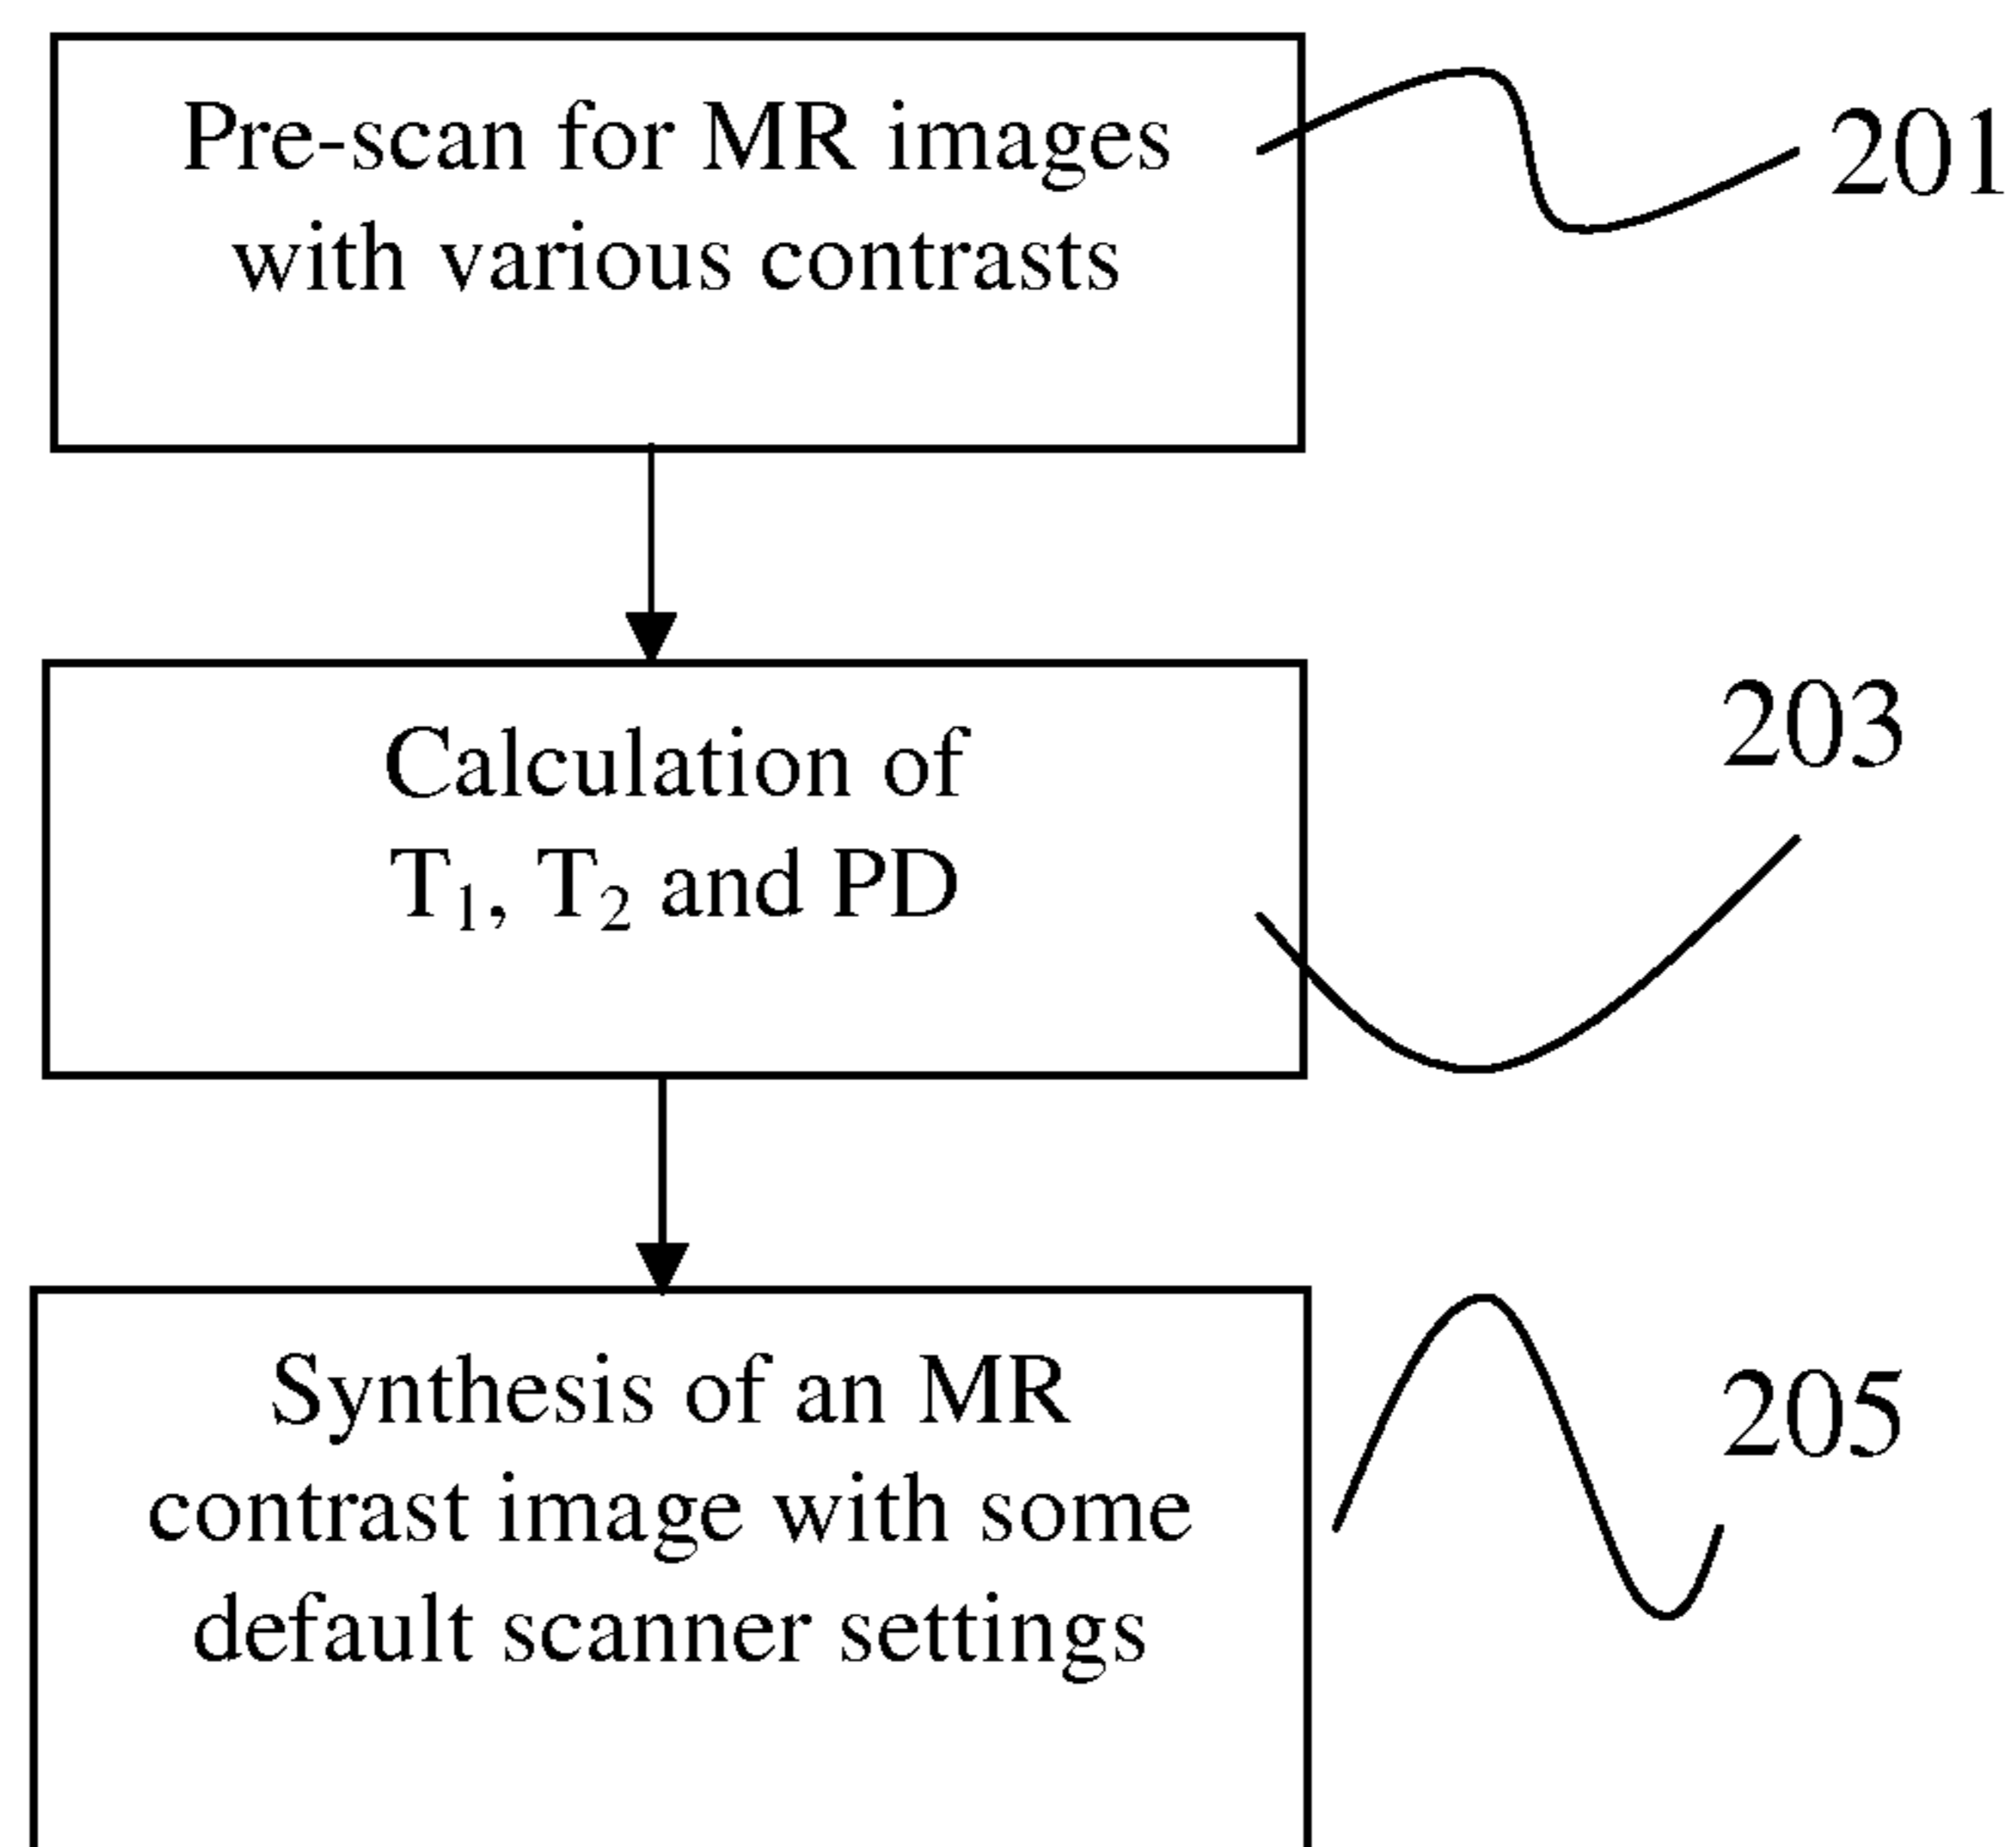 Pre-scan for MR images
with various contrasts
201
Calculation of
T₁, T₂ and PD
203
Synthesis of an MR
contrast image with some
default scanner settings
205